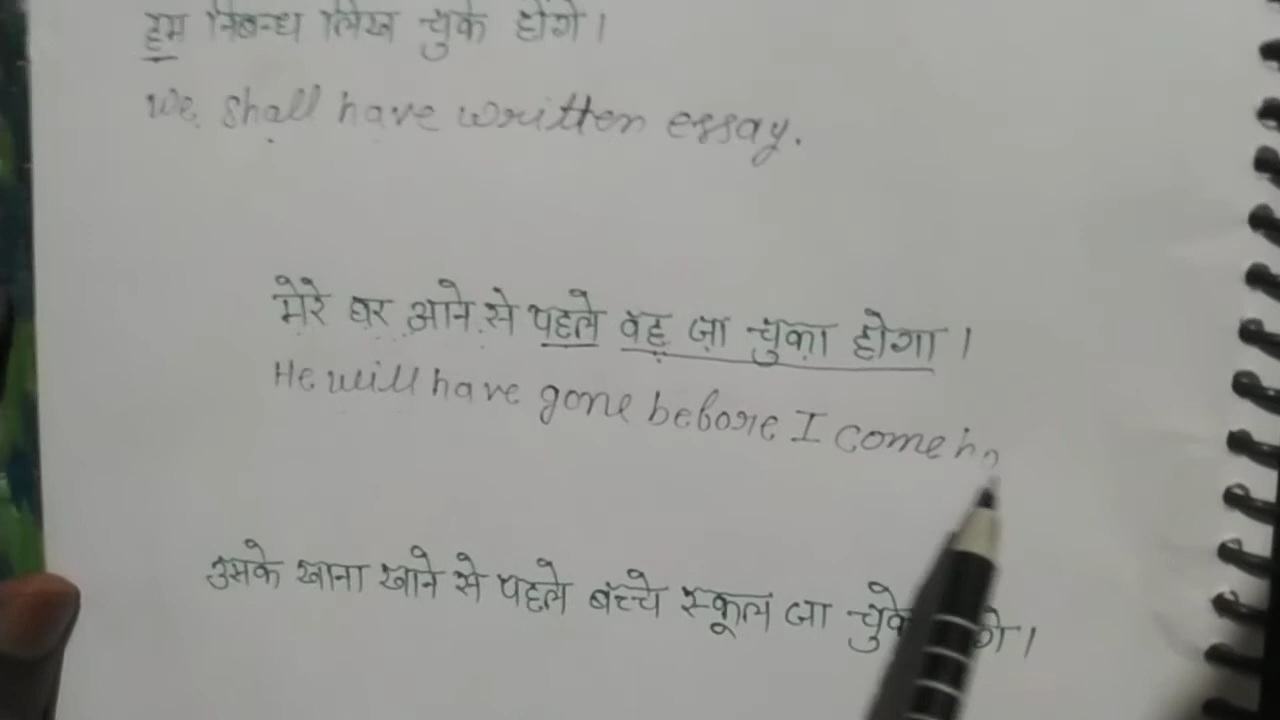 हम निबन्ध लिख चुके होंगे।
We shall have written essay.
मेरे घर आने से पहले वह जा चुका होगा।
He will have gone before I come
उसके खाना खाने से पहले बच्चे स्कूल जा चुके